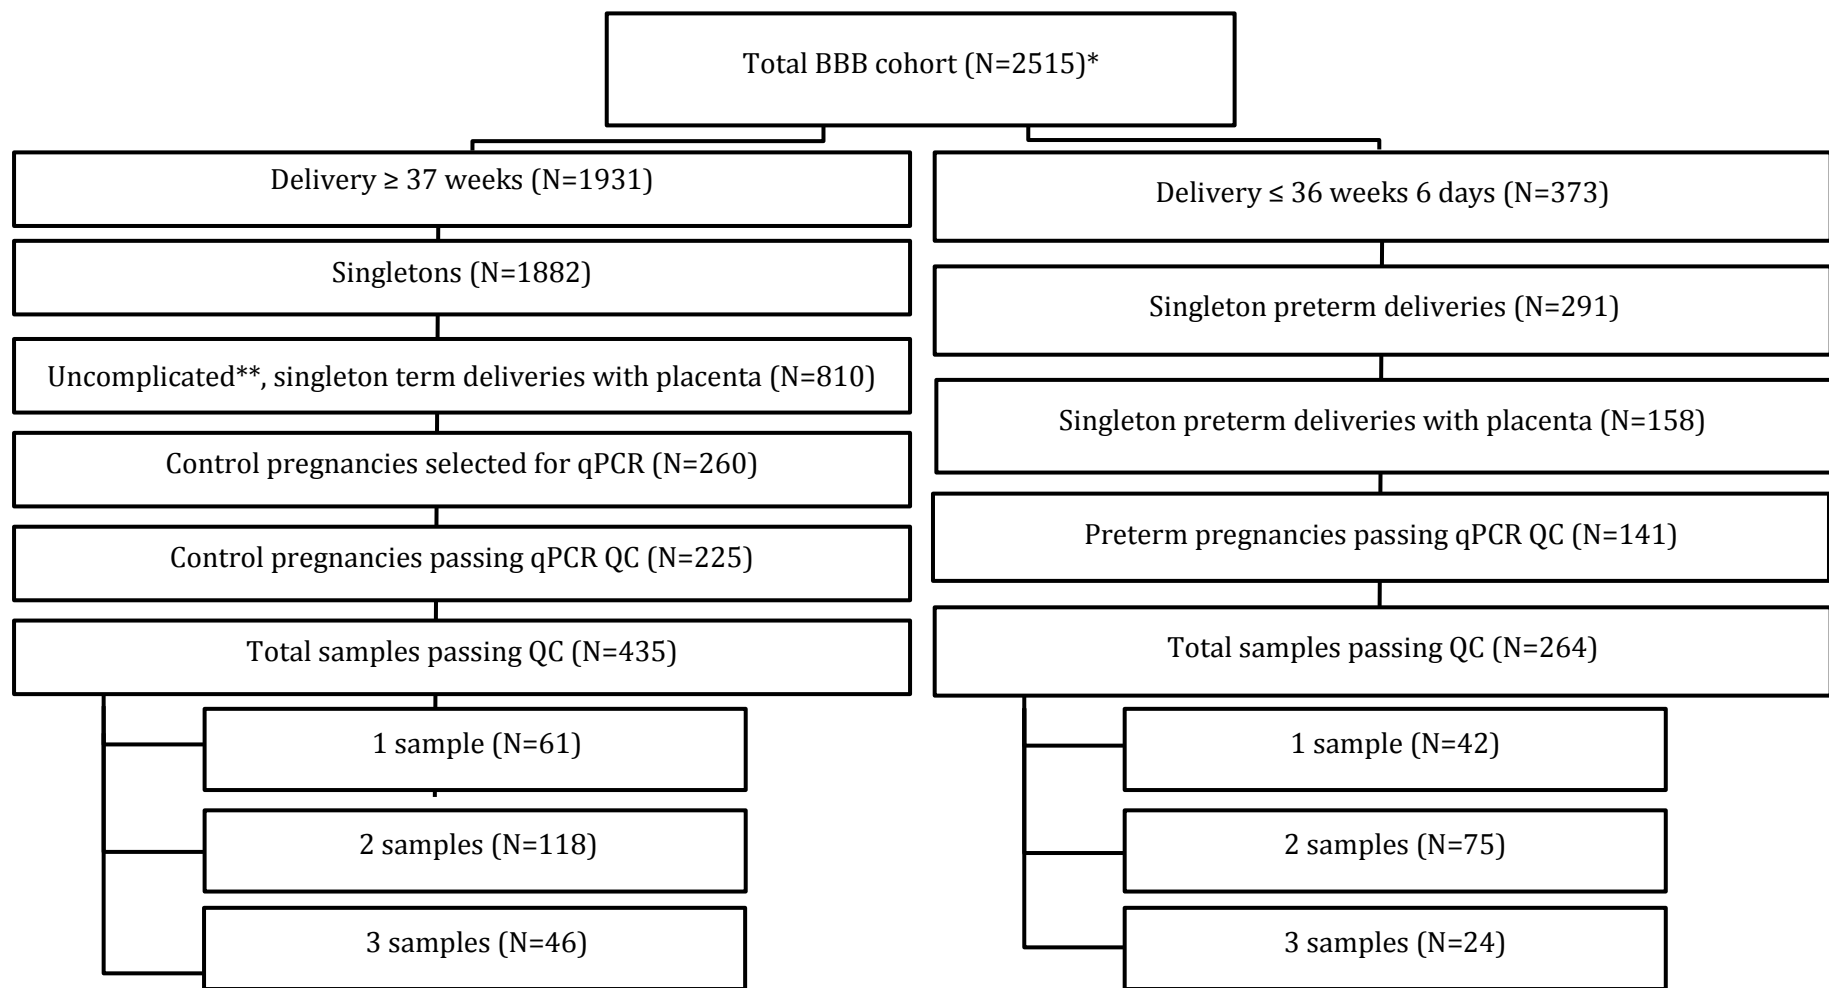 Total BBB cohort (N=2515)*
Delivery ≥ 37 weeks (N=1931)
Singletons (N=1882)
Uncomplicated**, singleton term deliveries with placenta (N=810)
Control pregnancies selected for qPCR (N=260)
Control pregnancies passing qPCR QC (N=225)
Total samples passing QC (N=435)
1 sample (N=61)
2 samples (N=118)
3 samples (N=46)
Delivery ≤ 36 weeks 6 days (N=373)
Singleton preterm deliveries (N=291)
Singleton preterm deliveries with placenta (N=158)
Preterm pregnancies passing qPCR QC (N=141)
Total samples passing QC (N=264)
1 sample (N=42)
2 samples (N=75)
3 samples (N=24)